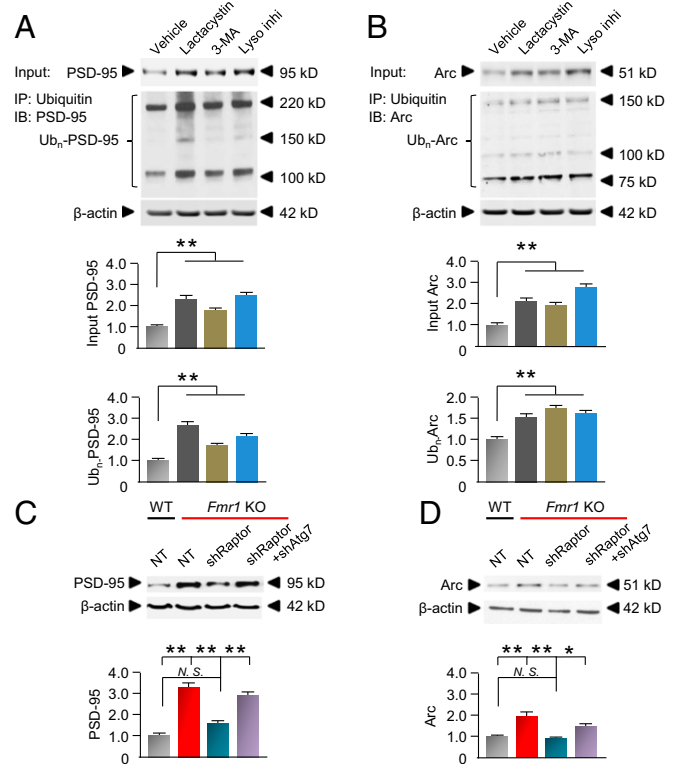 A
Vehicle
Lactacystin
3-MA
Lyso inhi
Input: PSD-95
95 kD
IP: Ubiquitin
IB: PSD-95
Ubn-PSD-95
220 kD
150 kD
100 kD
β-actin
42 kD
**
Input PSD-95
4.0
3.0
2.0
1.0
0
**
Ubn-PSD-95
4.0
3.0
2.0
1.0
0
B
Vehicle
Lactacystin
3-MA
Lyso inhi
Input: Arc
51 kD
IP: Ubiquitin
IB: Arc
Ubn-Arc
150 kD
100 kD
75 kD
β-actin
42 kD
**
Input Arc
4.0
3.0
2.0
1.0
0
**
Ubn-Arc
2.0
1.5
1.0
0.5
0
C
WT
Fmr1 KO
NT
NT
shRaptor
shRaptor
+shAtg7
PSD-95
95 kD
β-actin
42 kD
** ** **
N. S.
PSD-95
4.0
3.0
2.0
1.0
0
D
WT
Fmr1 KO
NT
NT
shRaptor
shRaptor
+shAtg7
Arc
51 kD
β-actin
42 kD
** ** *
N. S.
Arc
4.0
3.0
2.0
1.0
0